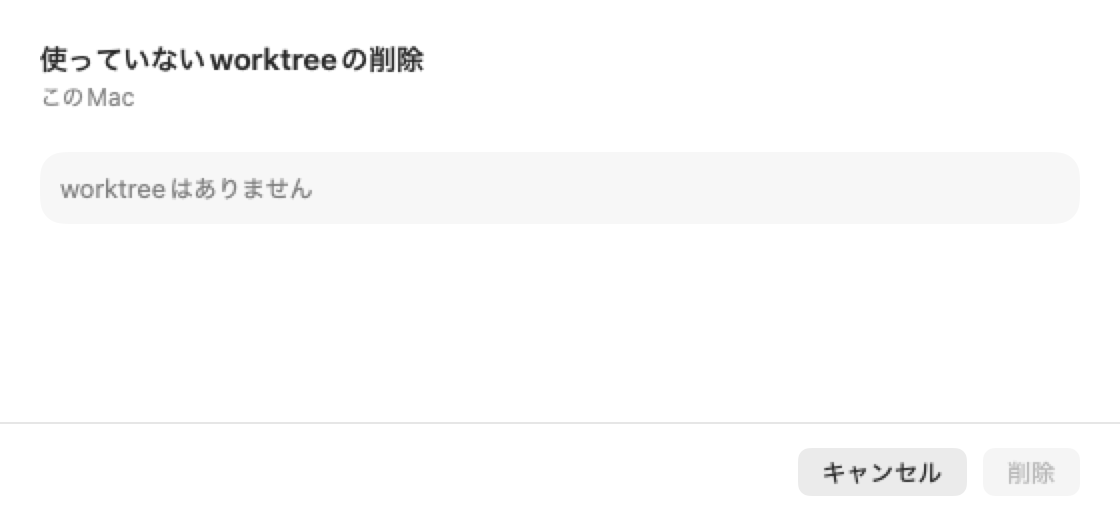 使っていないworktreeの削除
このMac
worktreeはありません
キャンセル
削除